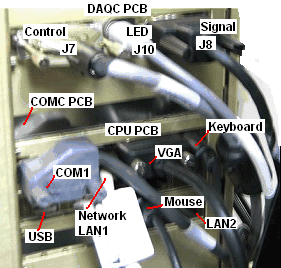 DAQC PCB
Control
LED
Signal
J7
J10
J8
COMC PCB
CPU PCB
Keyboard
VGA
COM1
Mouse
Network
LAN1
LAN2
USB